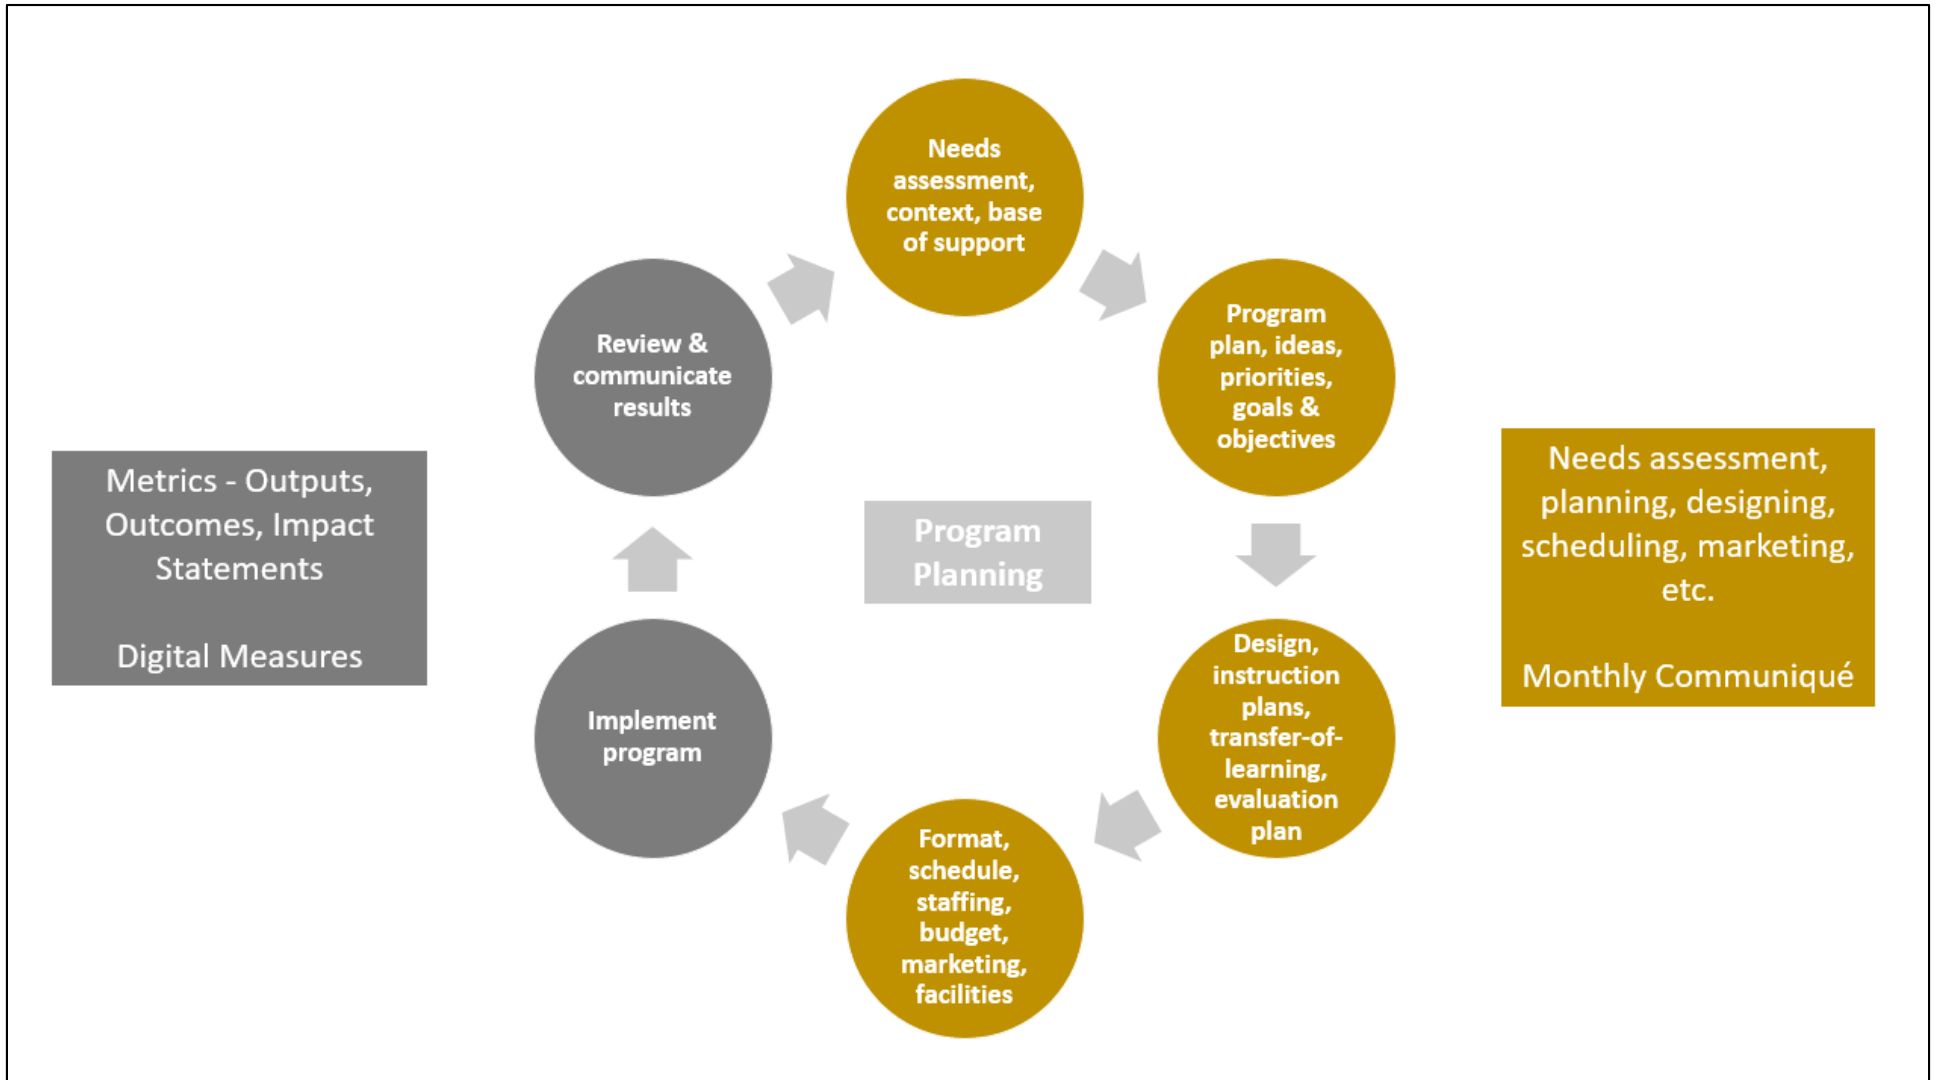 Needs
assessment,
context, base
of support
Program
plan, ideas,
priorities,
goals &
objectives
Design,
instruction
plans,
transfer-of-
learning,
evaluation
plan
Format,
schedule,
staffing,
budget,
marketing,
facilities
Implement
program
Review &
communicate
results
Program
Planning
Metrics - Outputs,
Outcomes, Impact
Statements
Digital Measures
Needs assessment,
planning, designing,
scheduling, marketing,
etc.
Monthly Communiqué